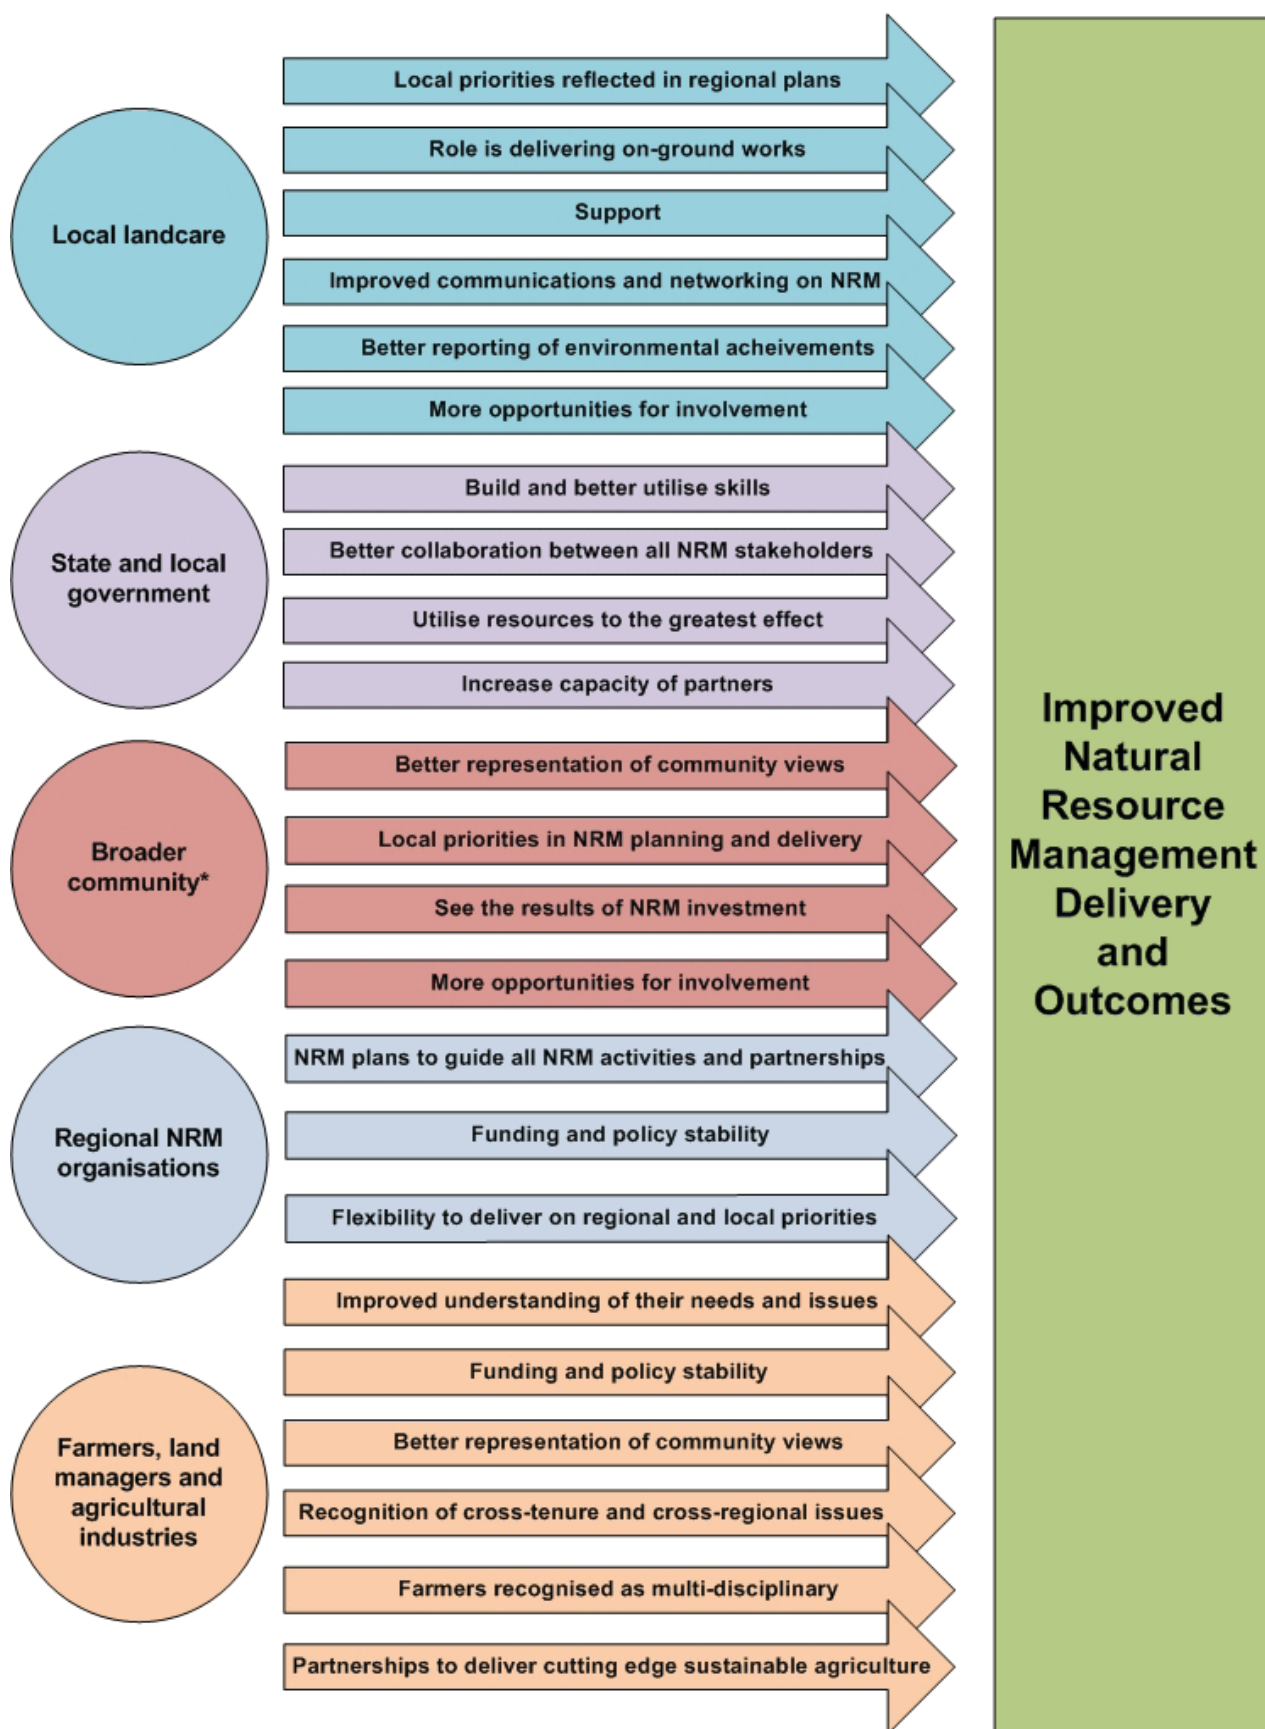 Local landcare
Local priorities reflected in regional plans
Role is delivering on-ground works
Support
Improved communications and networking on NRM
Better reporting of environmental acheivements
More opportunities for involvement
State and local
government
Build and better utilise skills
Better collaboration between all NRM stakeholders
Utilise resources to the greatest effect
Increase capacity of partners
Broader
community*
Better representation of community views
Local priorities in NRM planning and delivery
See the results of NRM investment
More opportunities for involvement
Regional NRM
organisations
NRM plans to guide all NRM activities and partnerships
Funding and policy stability
Flexibility to deliver on regional and local priorities
Farmers, land
managers and
agricultural
industries
Improved understanding of their needs and issues
Funding and policy stability
Better representation of community views
Recognition of cross-tenure and cross-regional issues
Farmers recognised as multi-disciplinary
Partnerships to deliver cutting edge sustainable agriculture
Improved
Natural
Resource
Management
Delivery
and
Outcomes